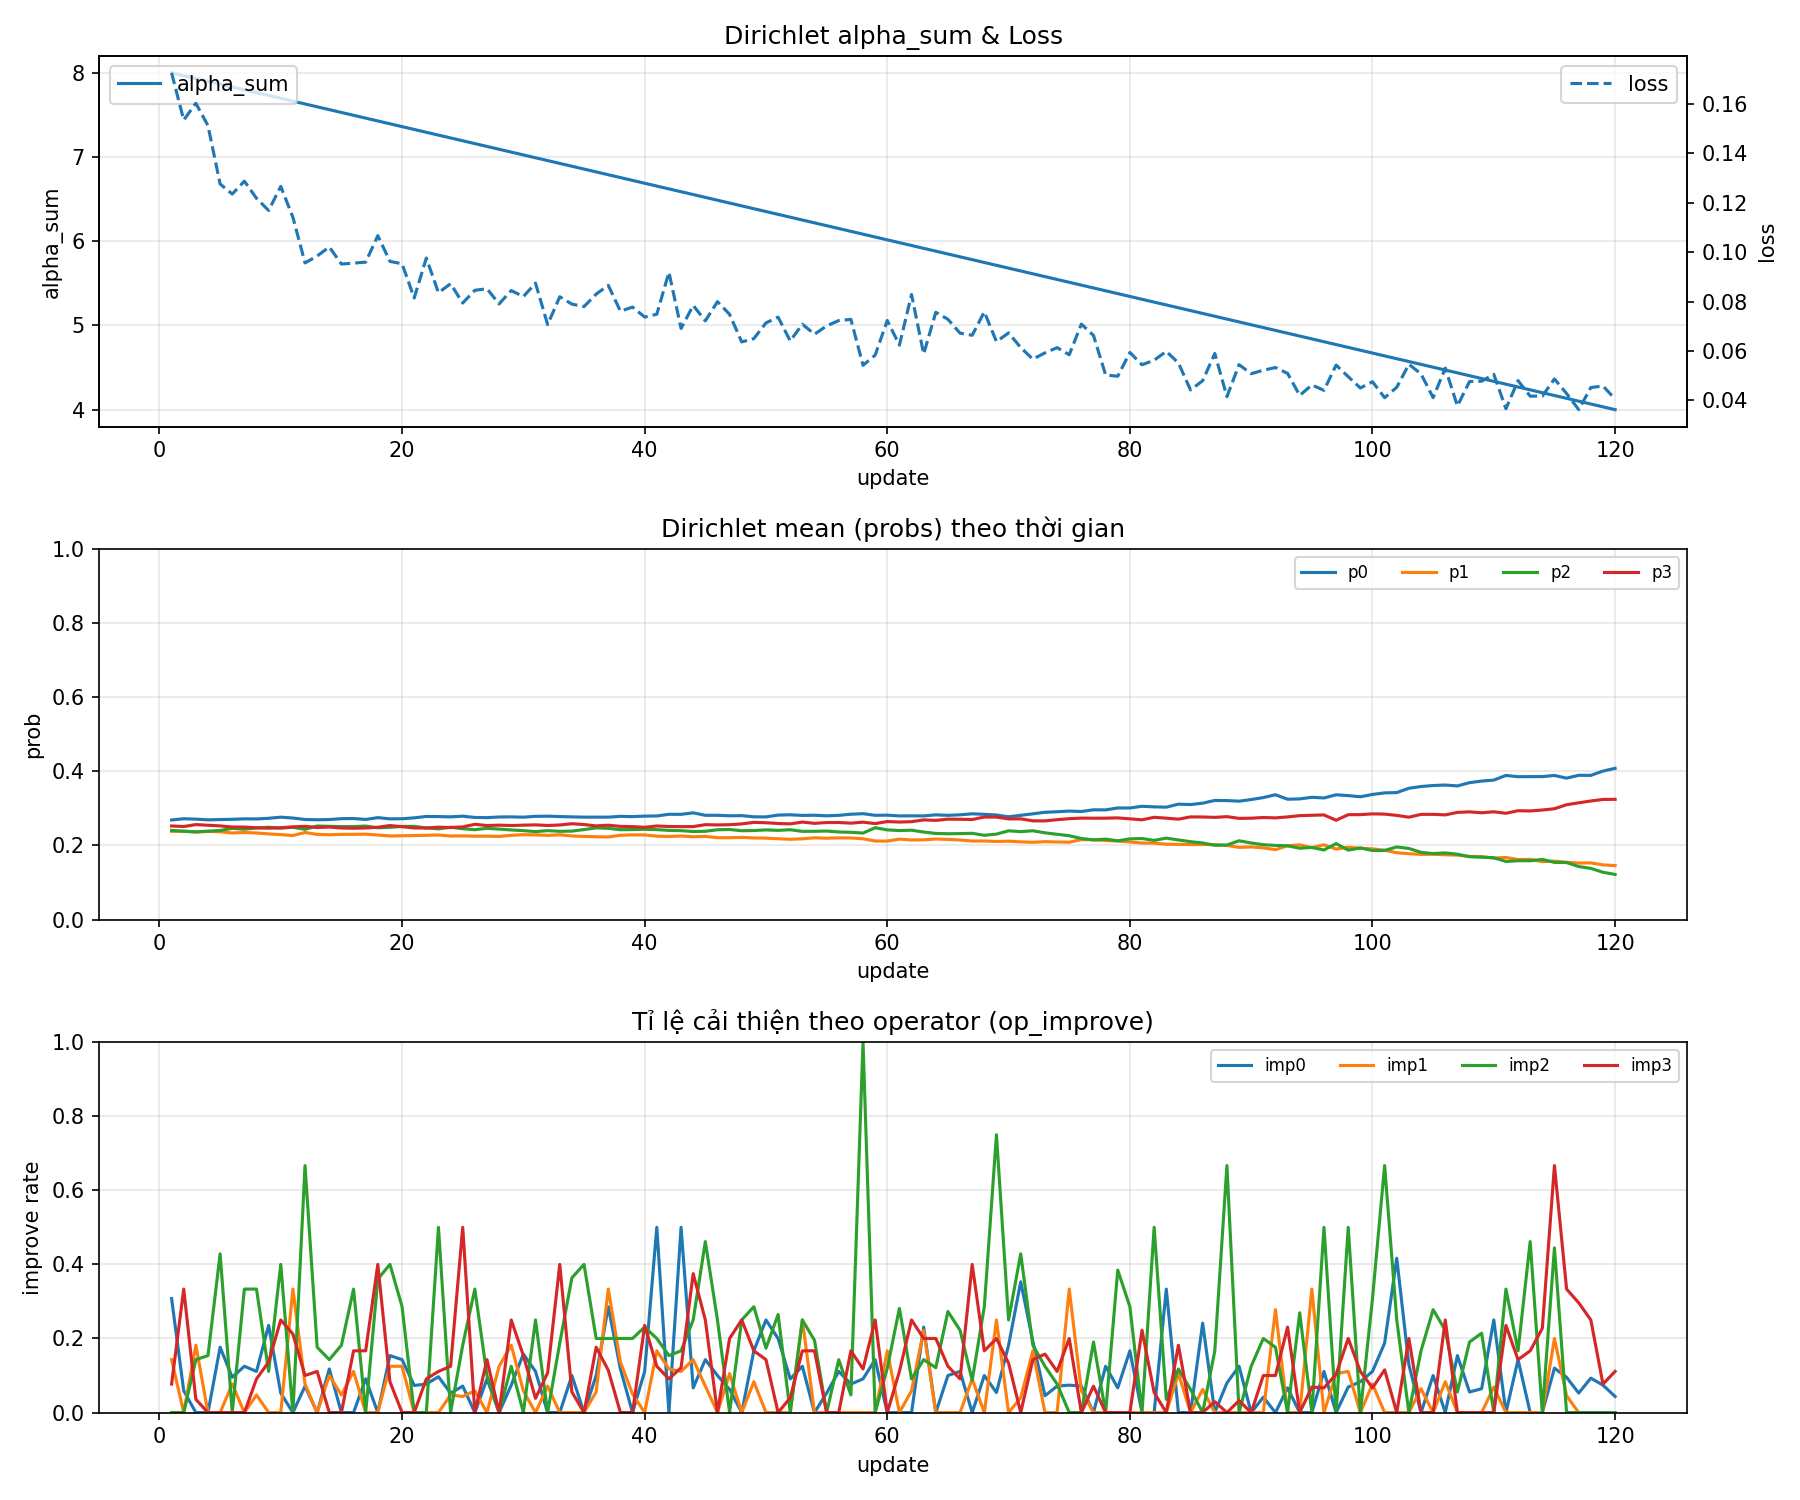 Dirichlet alpha_sum & Loss
alpha_sum
loss
8
7
6
5
4
0.16
0.14
0.12
0.10
0.08
0.06
0.04
alpha_sum
loss
0 20 40 60 80 100 120
update
Dirichlet mean (probs) theo thời gian
p0 p1 p2 p3
1.0
0.8
0.6
0.4
0.2
0.0
prob
0 20 40 60 80 100 120
update
Tỉ lệ cải thiện theo operator (op_improve)
imp0 imp1 imp2 imp3
1.0
0.8
0.6
0.4
0.2
0.0
improve rate
0 20 40 60 80 100 120
update